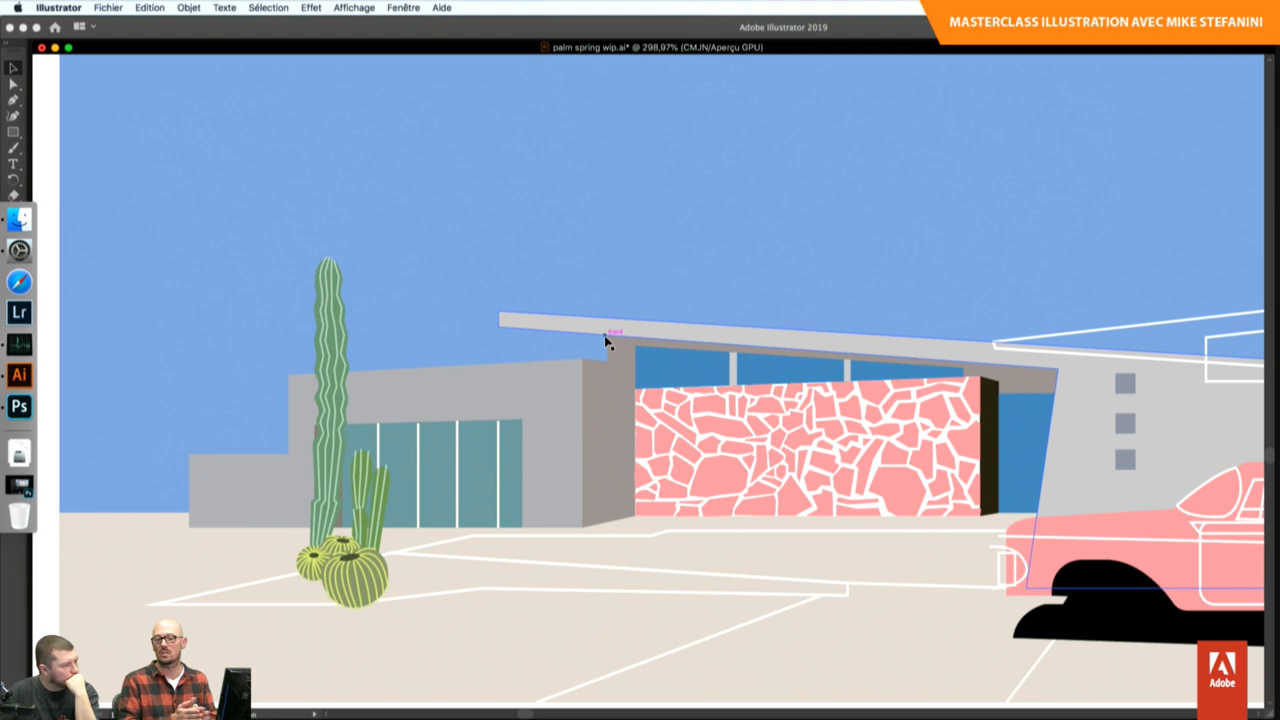 Illustrator Fichier Edition Objet Texte Sélection Effet Affichage Fenêtre Aide
MASTERCLASS ILLUSTRATION AVEC MIKE STEFANINI
Adobe Illustrator 2019
palm spring wip.ai* @ 298,97% (CMJN/Aperçu GPU)
tracé
Lr
Ai
Ps
Adobe